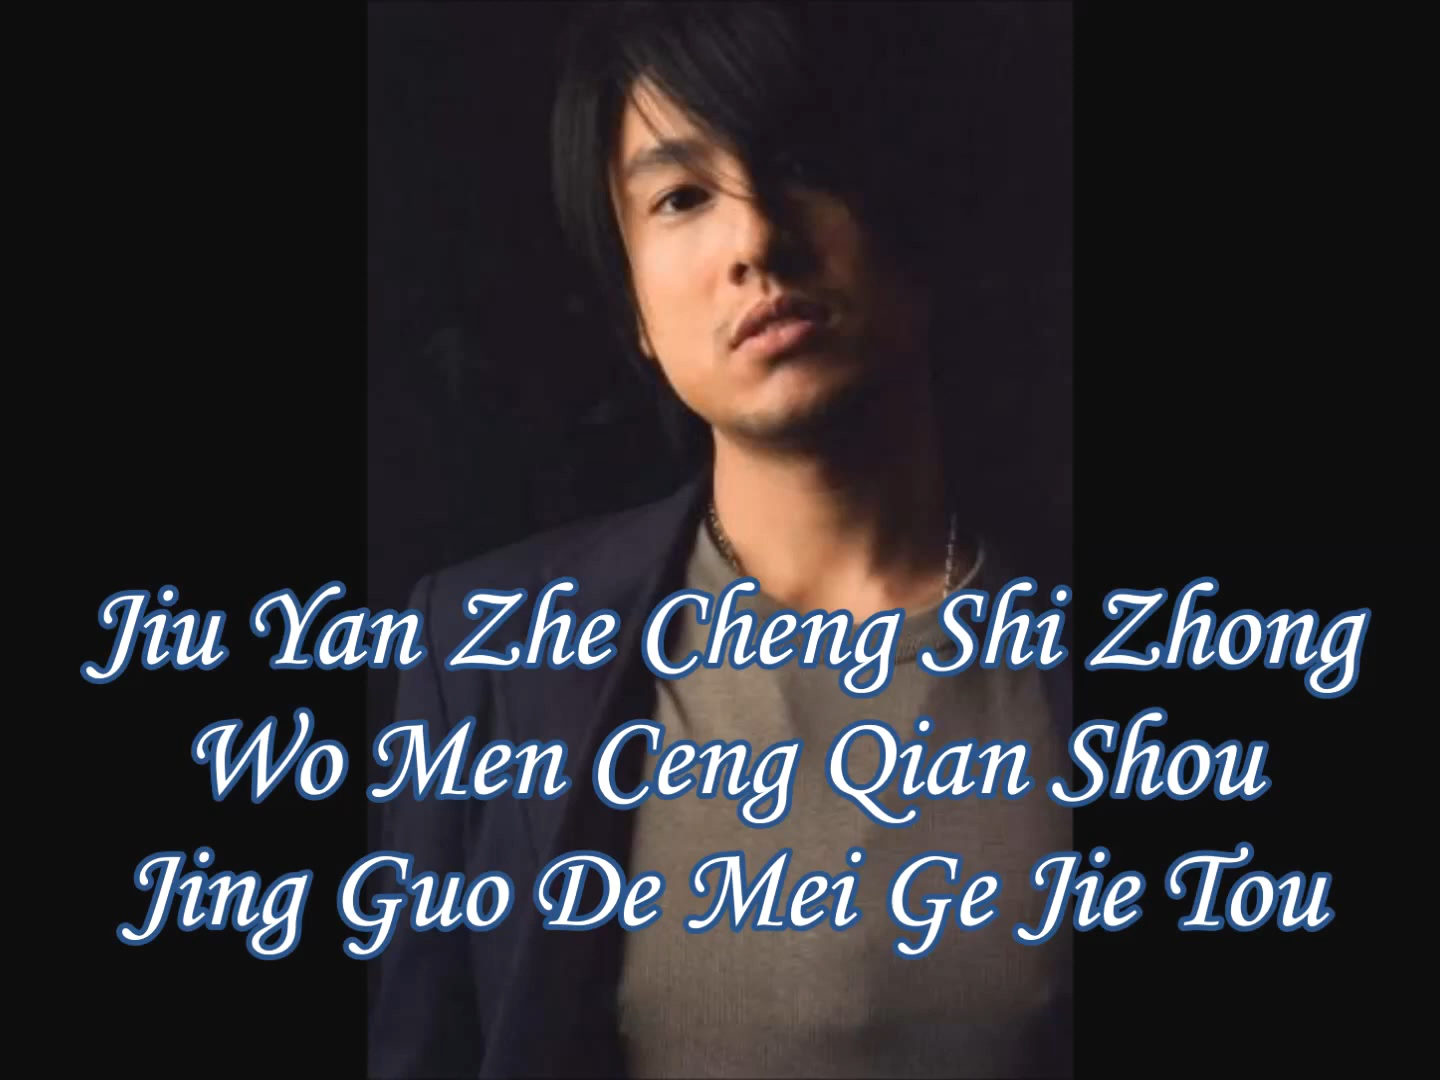 Jiu Yan Zhe Cheng Shi Zhong
Wo Men Ceng Qian Shou
Jing Guo De Mei Ge Jie Tou